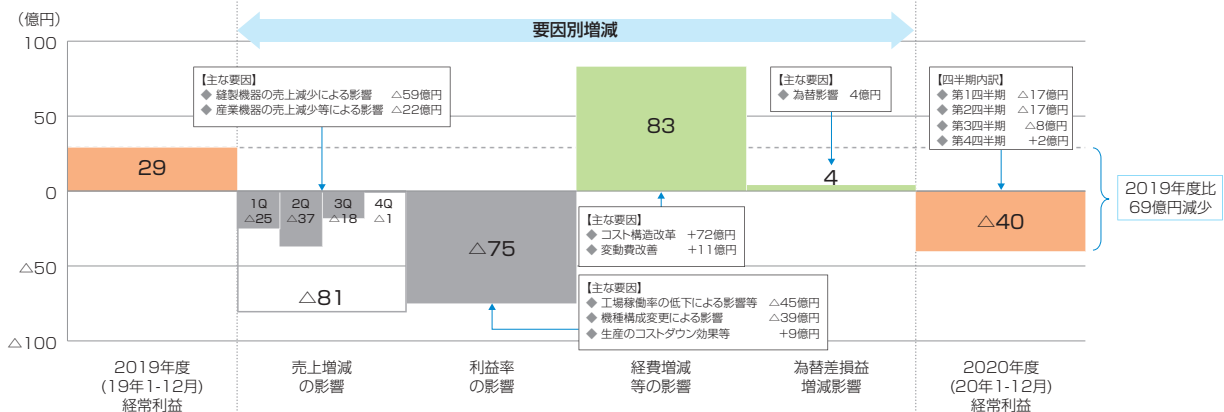 （億円）
要因別増減
100
50
0
△50
△100
【主な要因】
◆ 縫製機器の売上減少による影響 △59億円
◆ 産業機器の売上減少等による影響 △22億円
【主な要因】
◆ 為替影響 4億円
【四半期内訳】
◆ 第1四半期 △17億円
◆ 第2四半期 △17億円
◆ 第3四半期 △8億円
◆ 第4四半期 +2億円
29
1Q
△25
2Q
△37
3Q
△18
4Q
△1
△81
△75
83
4
△40
2019年度比
69億円減少
【主な要因】
◆ コスト構造改革 +72億円
◆ 変動費改善 +11億円
【主な要因】
◆ 工場稼働率の低下による影響等 △45億円
◆ 機種構成変更による影響 △39億円
◆ 生産のコストダウン効果等 +9億円
2019年度
(19年1-12月)
経常利益
売上増減
の影響
利益率
の影響
経費増減
等の影響
為替差損益
増減影響
2020年度
(20年1-12月)
経常利益